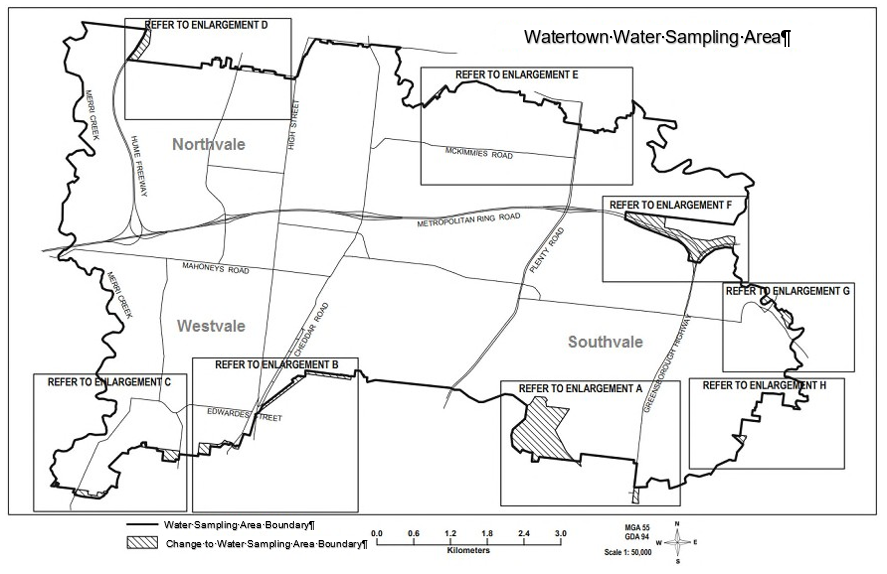 REFER TO ENLARGEMENT D
Watertown·Water·Sampling·Area¶
REFER TO ENLARGEMENT E
MERRI CREEK
HUME FREEWAY
HIGH STREET
Northvale
MCKIMMIES ROAD
REFER TO ENLARGEMENT F
METROPOLITAN RING ROAD
PLENTY ROAD
MAHONEYS ROAD
MERRI CREEK
REFER TO ENLARGEMENT G
Westvale
CHEDDAR ROAD
Southvale
GREENSBOROUGH HIGHWAY
REFER TO ENLARGEMENT B
REFER TO ENLARGEMENT C
REFER TO ENLARGEMENT A
REFER TO ENLARGEMENT H
EDWARDES STREET
Water·Sampling·Area·Boundary¶
Change·to·Water·Sampling·Area·Boundary¶
0.0 0.6 1.2 1.8 2.4 3.0
Kilometers
MGA 55
GDA 94
Scale 1: 50,000
N
W E
S